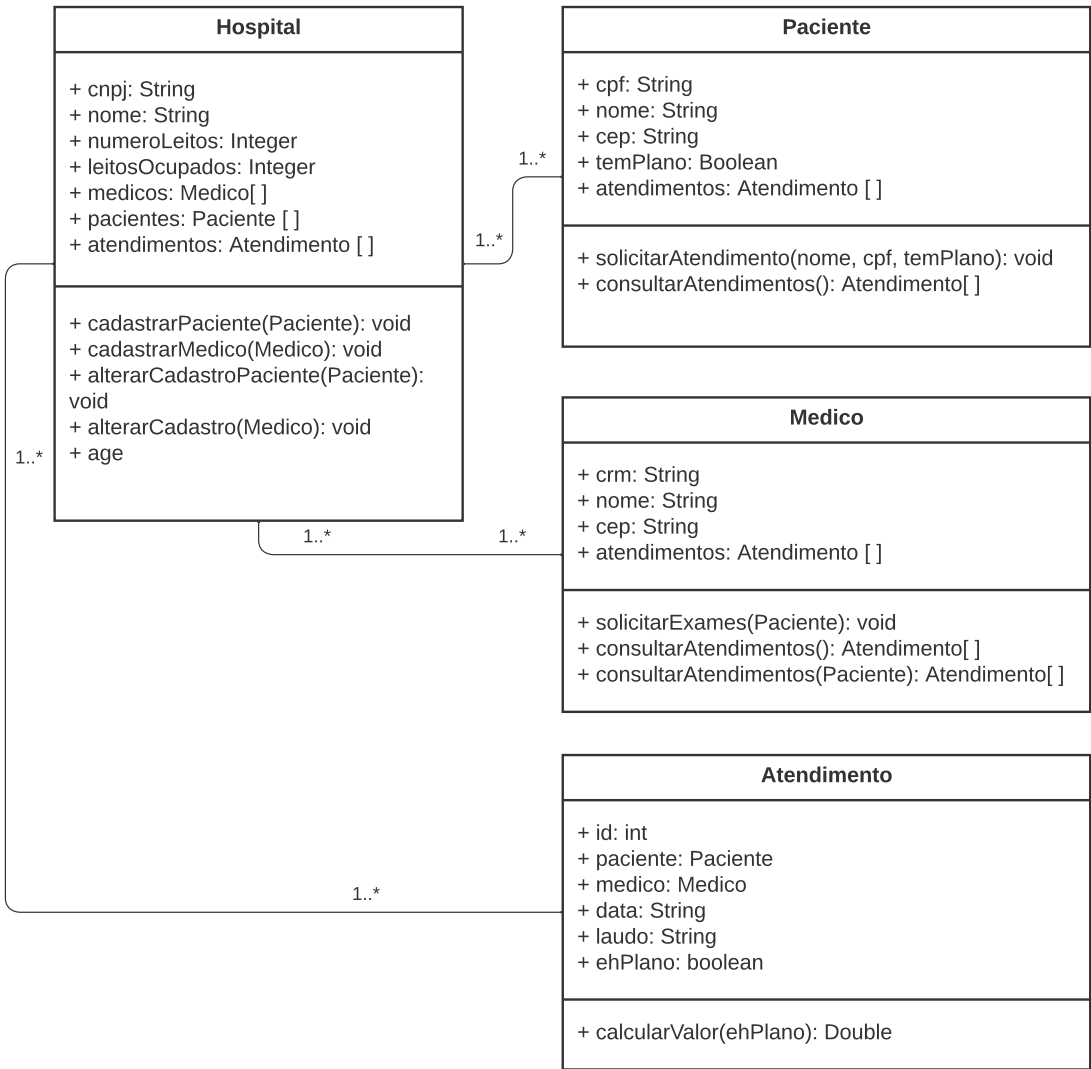 Hospital
+ cnpj: String
+ nome: String
+ numeroLeitos: Integer
+ leitosOcupados: Integer
+ medicos: Medico[ ]
+ pacientes: Paciente [ ]
+ atendimentos: Atendimento [ ]
+ cadastrarPaciente(Paciente): void
+ cadastrarMedico(Medico): void
+ alterarCadastroPaciente(Paciente):
void
+ alterarCadastro(Medico): void
+ age
1..*
1..*
Paciente
+ cpf: String
+ nome: String
+ cep: String
+ temPlano: Boolean
+ atendimentos: Atendimento [ ]
+ solicitarAtendimento(nome, cpf, temPlano): void
+ consultarAtendimentos(): Atendimento[ ]
1..*
1..*
1..*
Medico
+ crm: String
+ nome: String
+ cep: String
+ atendimentos: Atendimento [ ]
+ solicitarExames(Paciente): void
+ consultarAtendimentos(): Atendimento[ ]
+ consultarAtendimentos(Paciente): Atendimento[ ]
1..*
Atendimento
+ id: int
+ paciente: Paciente
+ medico: Medico
+ data: String
+ laudo: String
+ ehPlano: boolean
+ calcularValor(ehPlano): Double